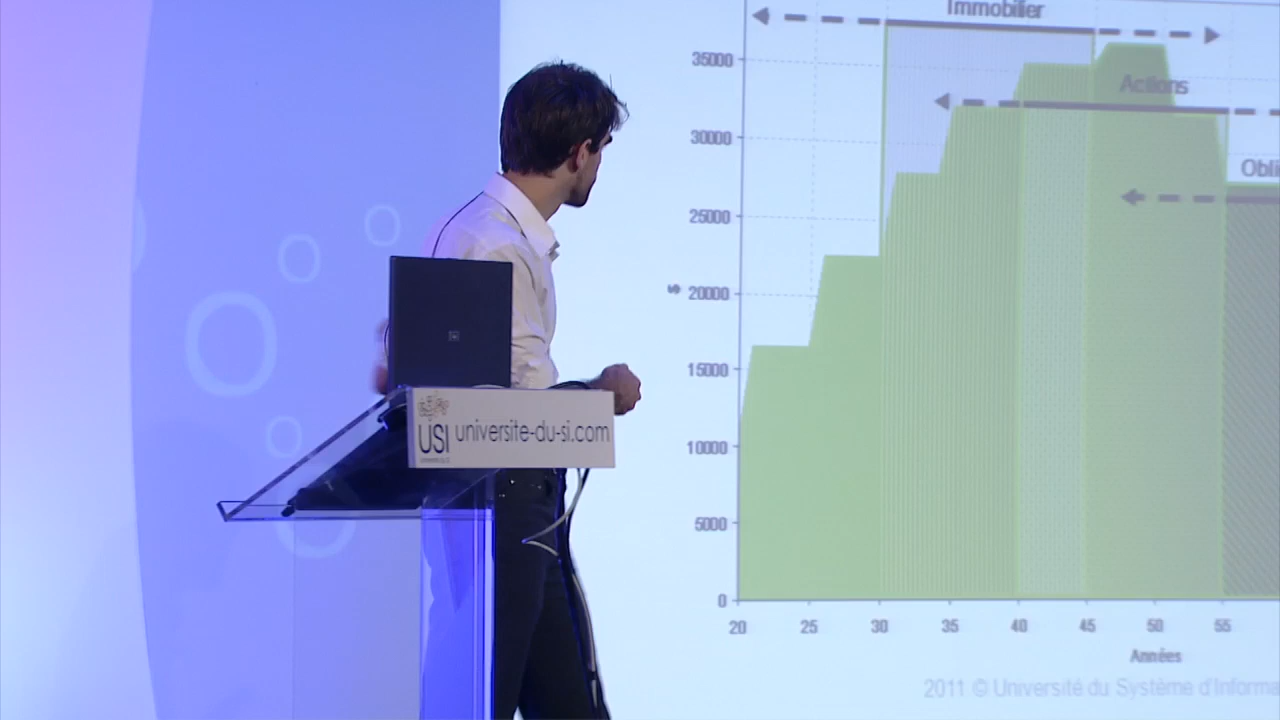 Immobilier
Actions
Obli
35000
30000
25000
20000
15000
10000
5000
0
$
20 25 30 35 40 45 50 55
Années
2011 © Université du Système d'Informa
USI universite-du-si.com